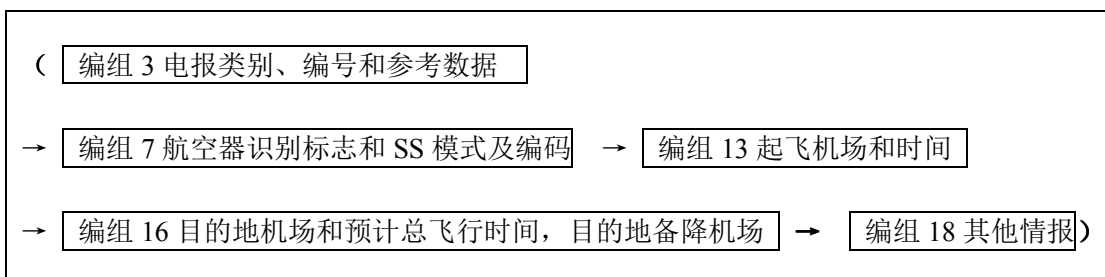 （ 编组 3 电报类别、编号和参考数据
→ 编组 7 航空器识别标志和 SS 模式及编码 → 编组 13 起飞机场和时间
→ 编组 16 目的地机场和预计总飞行时间，目的地备降机场 → 编组 18 其他情报）